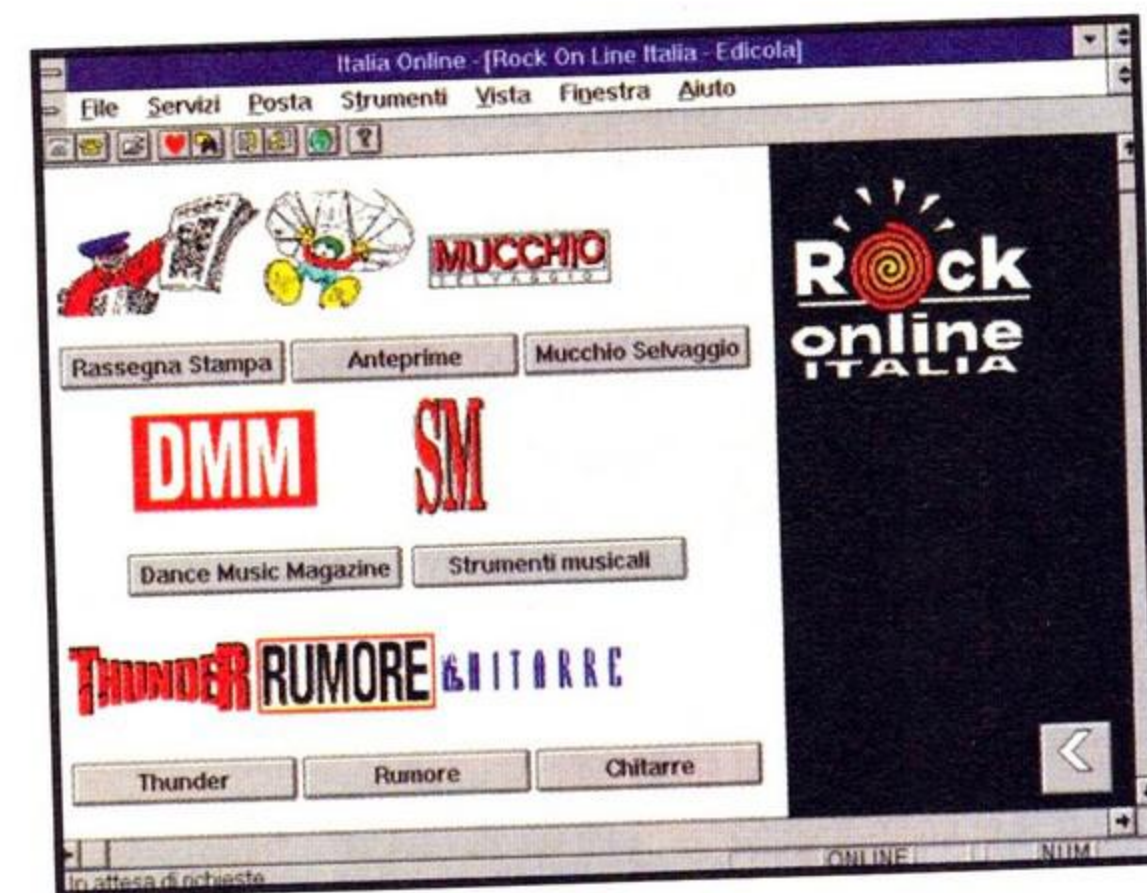 Italia Online - [Rock On Line Italia - Edicola]
File Servizi Posta Strumenti Vista Finestra Aiuto
MUCCHIO
SELVAGGIO
Rock
online
ITALIA
Rassegna Stampa Anteprime Mucchio Selvaggio
DMM SM
Dance Music Magazine Strumenti musicali
THUNDER RUMORE CHITARRE
Thunder Rumore Chitarre
ONLINE NUM
In attesa di richieste